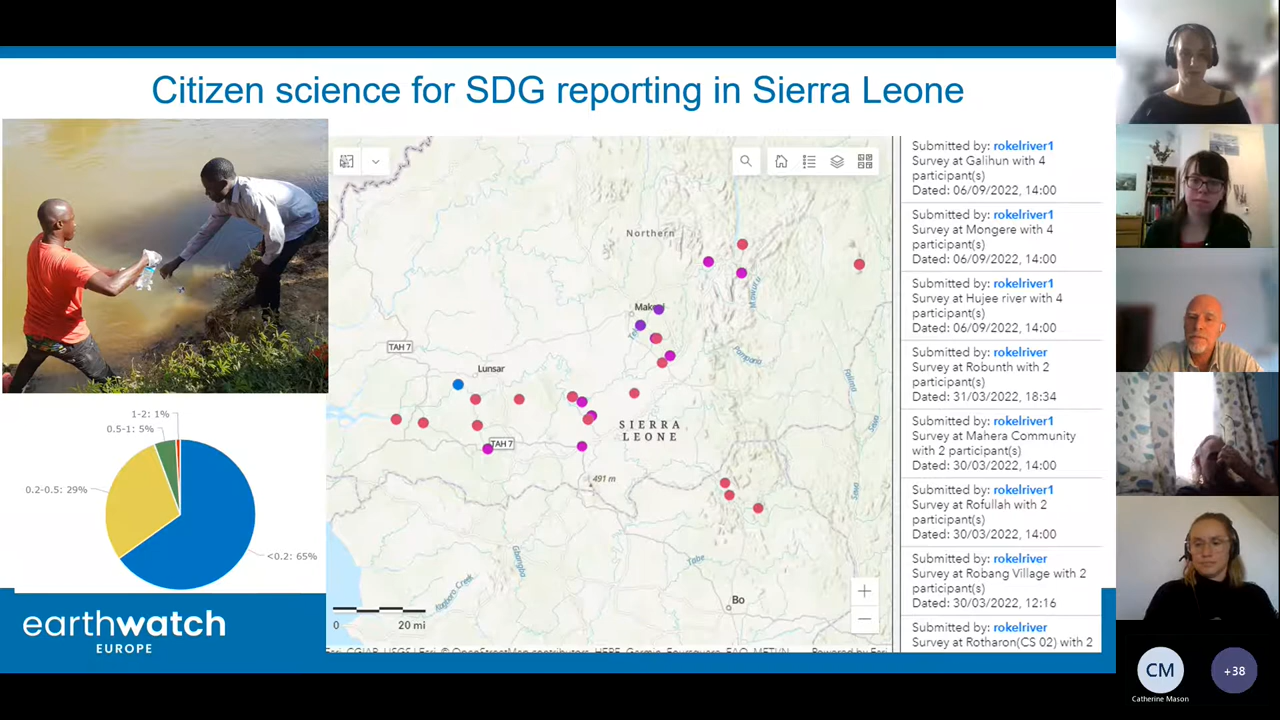 Citizen science for SDG reporting in Sierra Leone
Northern
Makeni
TAH 7
Lunsar
SIERRA
LEONE
TAH 7
491 m
Pampana
Tabe
Gbangba
Bo
0 20 mi
Submitted by: rokelriver1
Survey at Galihun with 4
participant(s)
Dated: 06/09/2022, 14:00
Submitted by: rokelriver1
Survey at Mongere with 4
participant(s)
Dated: 06/09/2022, 14:00
Submitted by: rokelriver1
Survey at Hujee river with 4
participant(s)
Dated: 06/09/2022, 14:00
Submitted by: rokelriver
Survey at Robunth with 2
participant(s)
Dated: 31/03/2022, 18:34
Submitted by: rokelriver1
Survey at Mahera Community
with 2 participant(s)
Dated: 30/03/2022, 14:00
Submitted by: rokelriver1
Survey at Rofullah with 2
participant(s)
Dated: 30/03/2022, 14:00
Submitted by: rokelriver
Survey at Robang Village with 2
participant(s)
Dated: 30/03/2022, 12:16
Submitted by: rokelriver
Survey at Rotharon(CS 02) with 2
1-2: 1%
0.5-1: 5%
0.2-0.5: 29%
<0.2: 65%
earthwatch
EUROPE
CM
Catherine Mason
+38